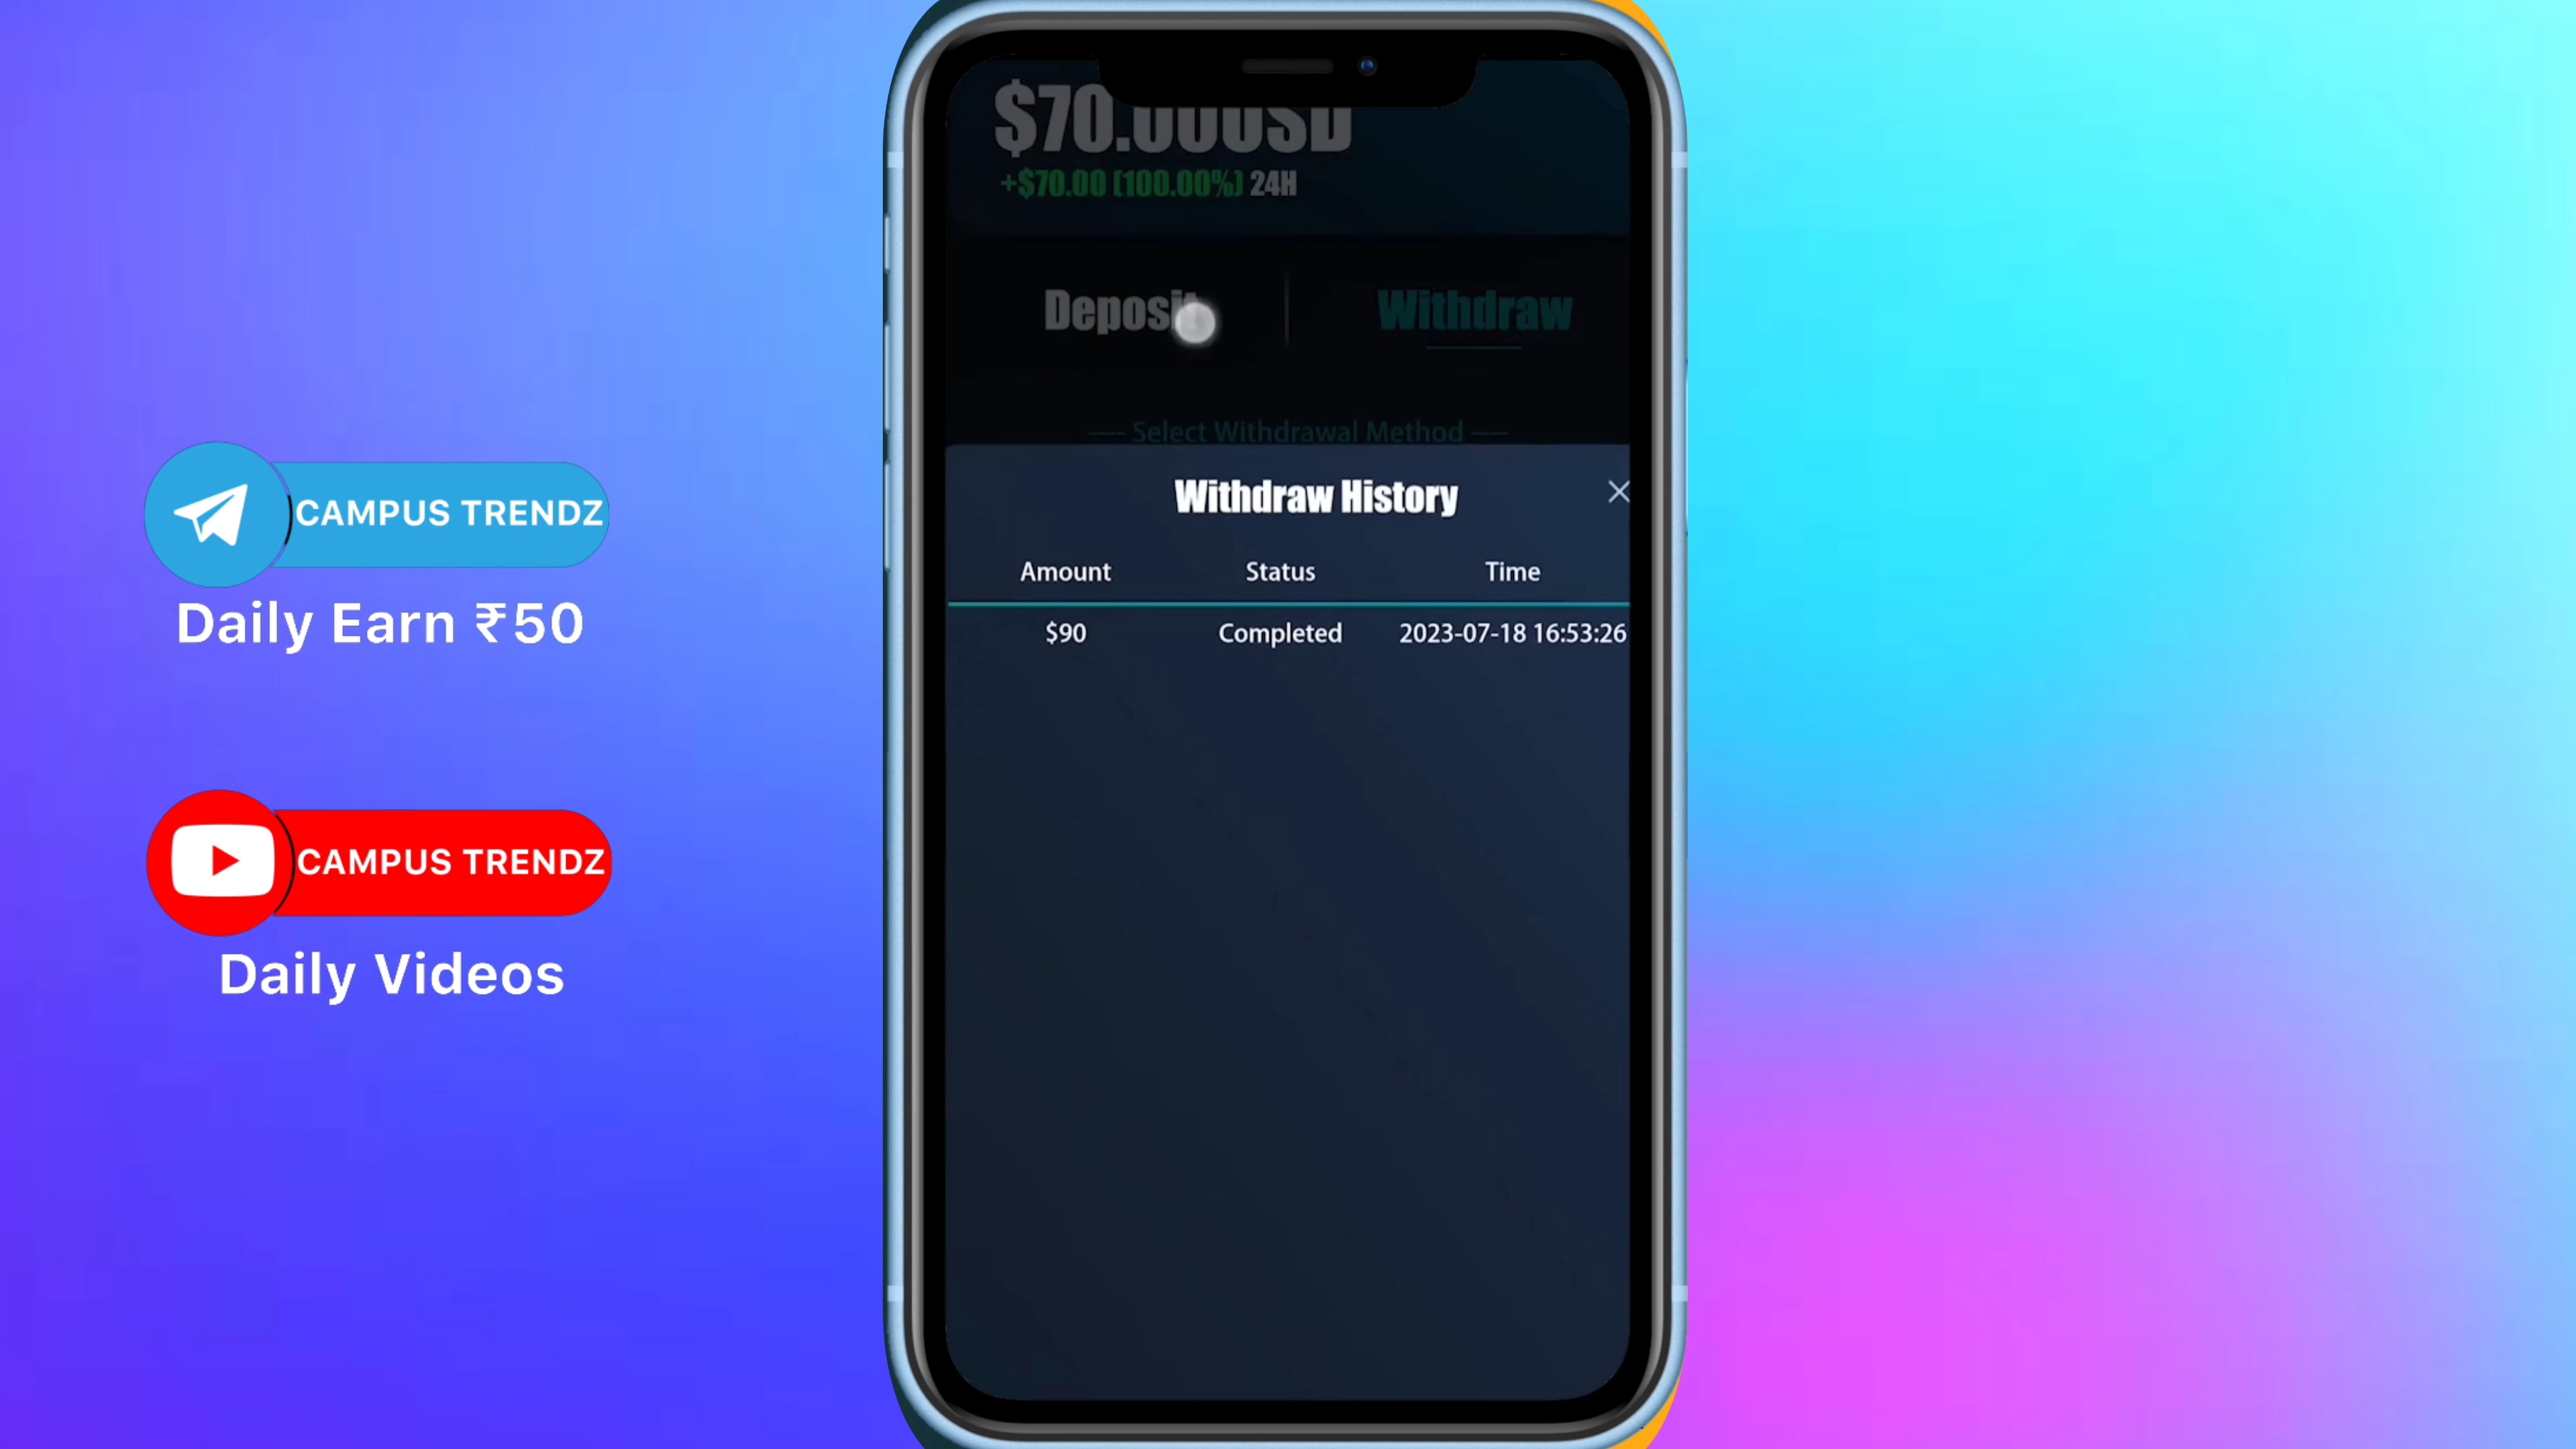 CAMPUS TRENDZ
Daily Earn ₹50
CAMPUS TRENDZ
Daily Videos
$70.00USD
+$70.00 (100.00%) 24H
Deposit
Withdraw
Select Withdrawal Method
Withdraw History
Amount Status Time
$90 Completed 2023-07-18 16:53:26